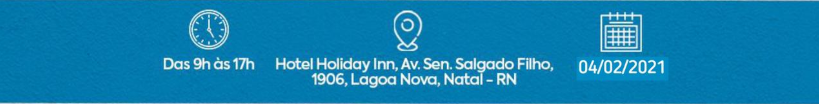 Das 9h às 17h
Hotel Holiday Inn, Av. Sen. Salgado Filho,
1906, Lagoa Nova, Natal - RN
04/02/2021